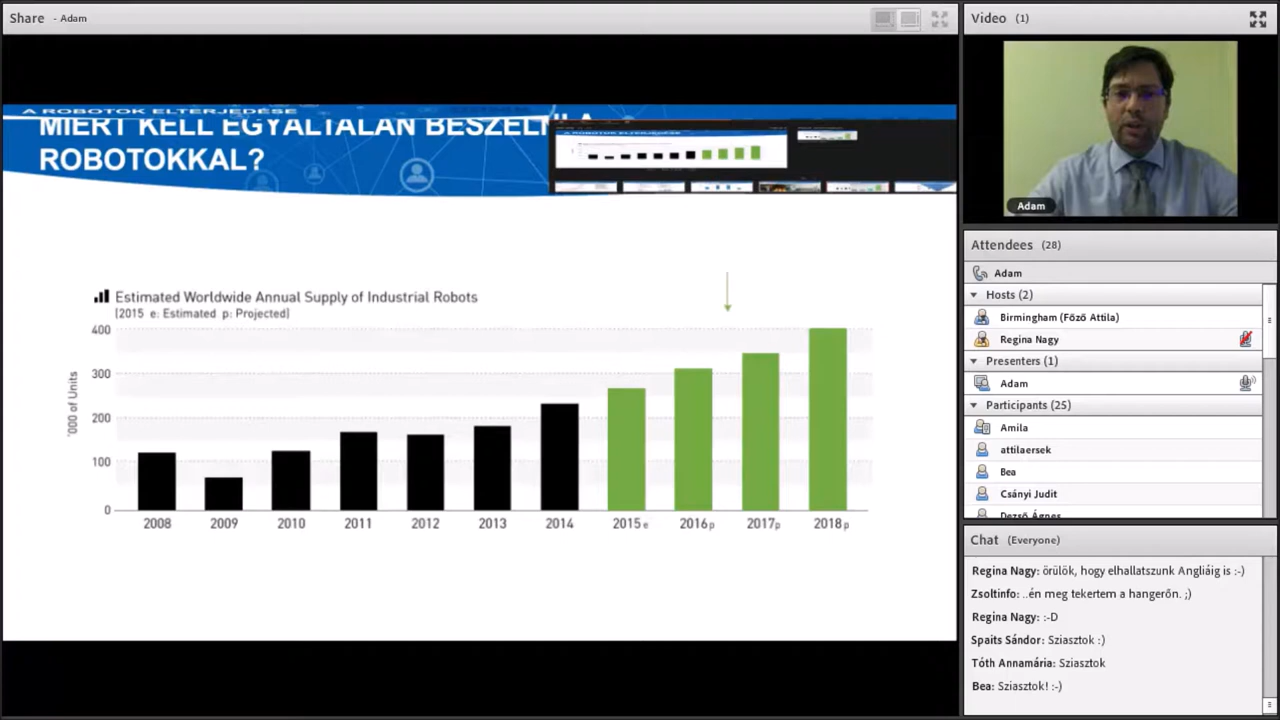 Share - Adam
A ROBOTOK ELTERJEDÉSE
MIÉRT KELL EGYÁLTALÁN BESZÉLNI A
ROBOTOKKAL?
Estimated Worldwide Annual Supply of Industrial Robots
[2015 e: Estimated p: Projected]
'000 of Units
400
300
200
100
0
2008 2009 2010 2011 2012 2013 2014 2015 e 2016 p 2017 p 2018 p
Video (1)
Adam
Attendees (28)
Adam
Hosts (2)
Birmingham (Főző Attila)
Regina Nagy
Presenters (1)
Adam
Participants (25)
Amila
attilaersek
Bea
Csányi Judit
Dezső Ágnes
Chat (Everyone)
Regina Nagy: örülök, hogy elhallatszunk Angliáig is :-)
Zsoltinfo: ..én meg tekertem a hangerőn. ;)
Regina Nagy: :-D
Spaits Sándor: Sziasztok :)
Tóth Annamária: Sziasztok
Bea: Sziasztok! :-)